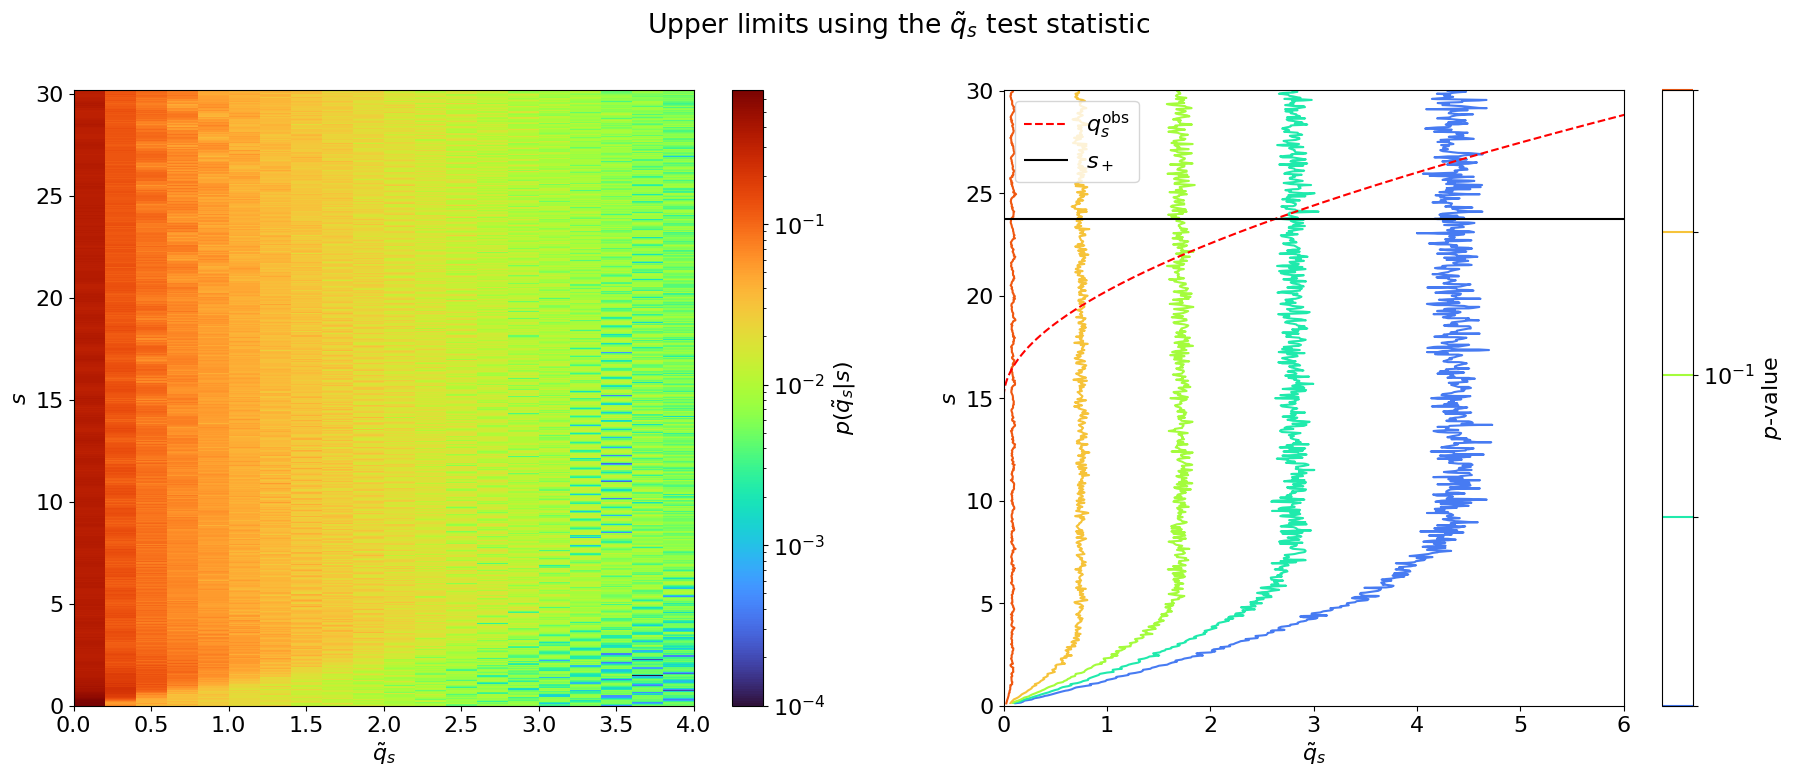 Upper limits using the q̃ₛ test statistic
30
25
20
15
10
5
0
s
0.0 0.5 1.0 1.5 2.0 2.5 3.0 3.5 4.0
q̃ₛ
10⁻¹
10⁻²
10⁻³
10⁻⁴
p(q̃ₛ|s)
qₛᵒᵇˢ
s₊
30
25
20
15
10
5
0
s
0 1 2 3 4 5 6
q̃ₛ
10⁻¹
p-value